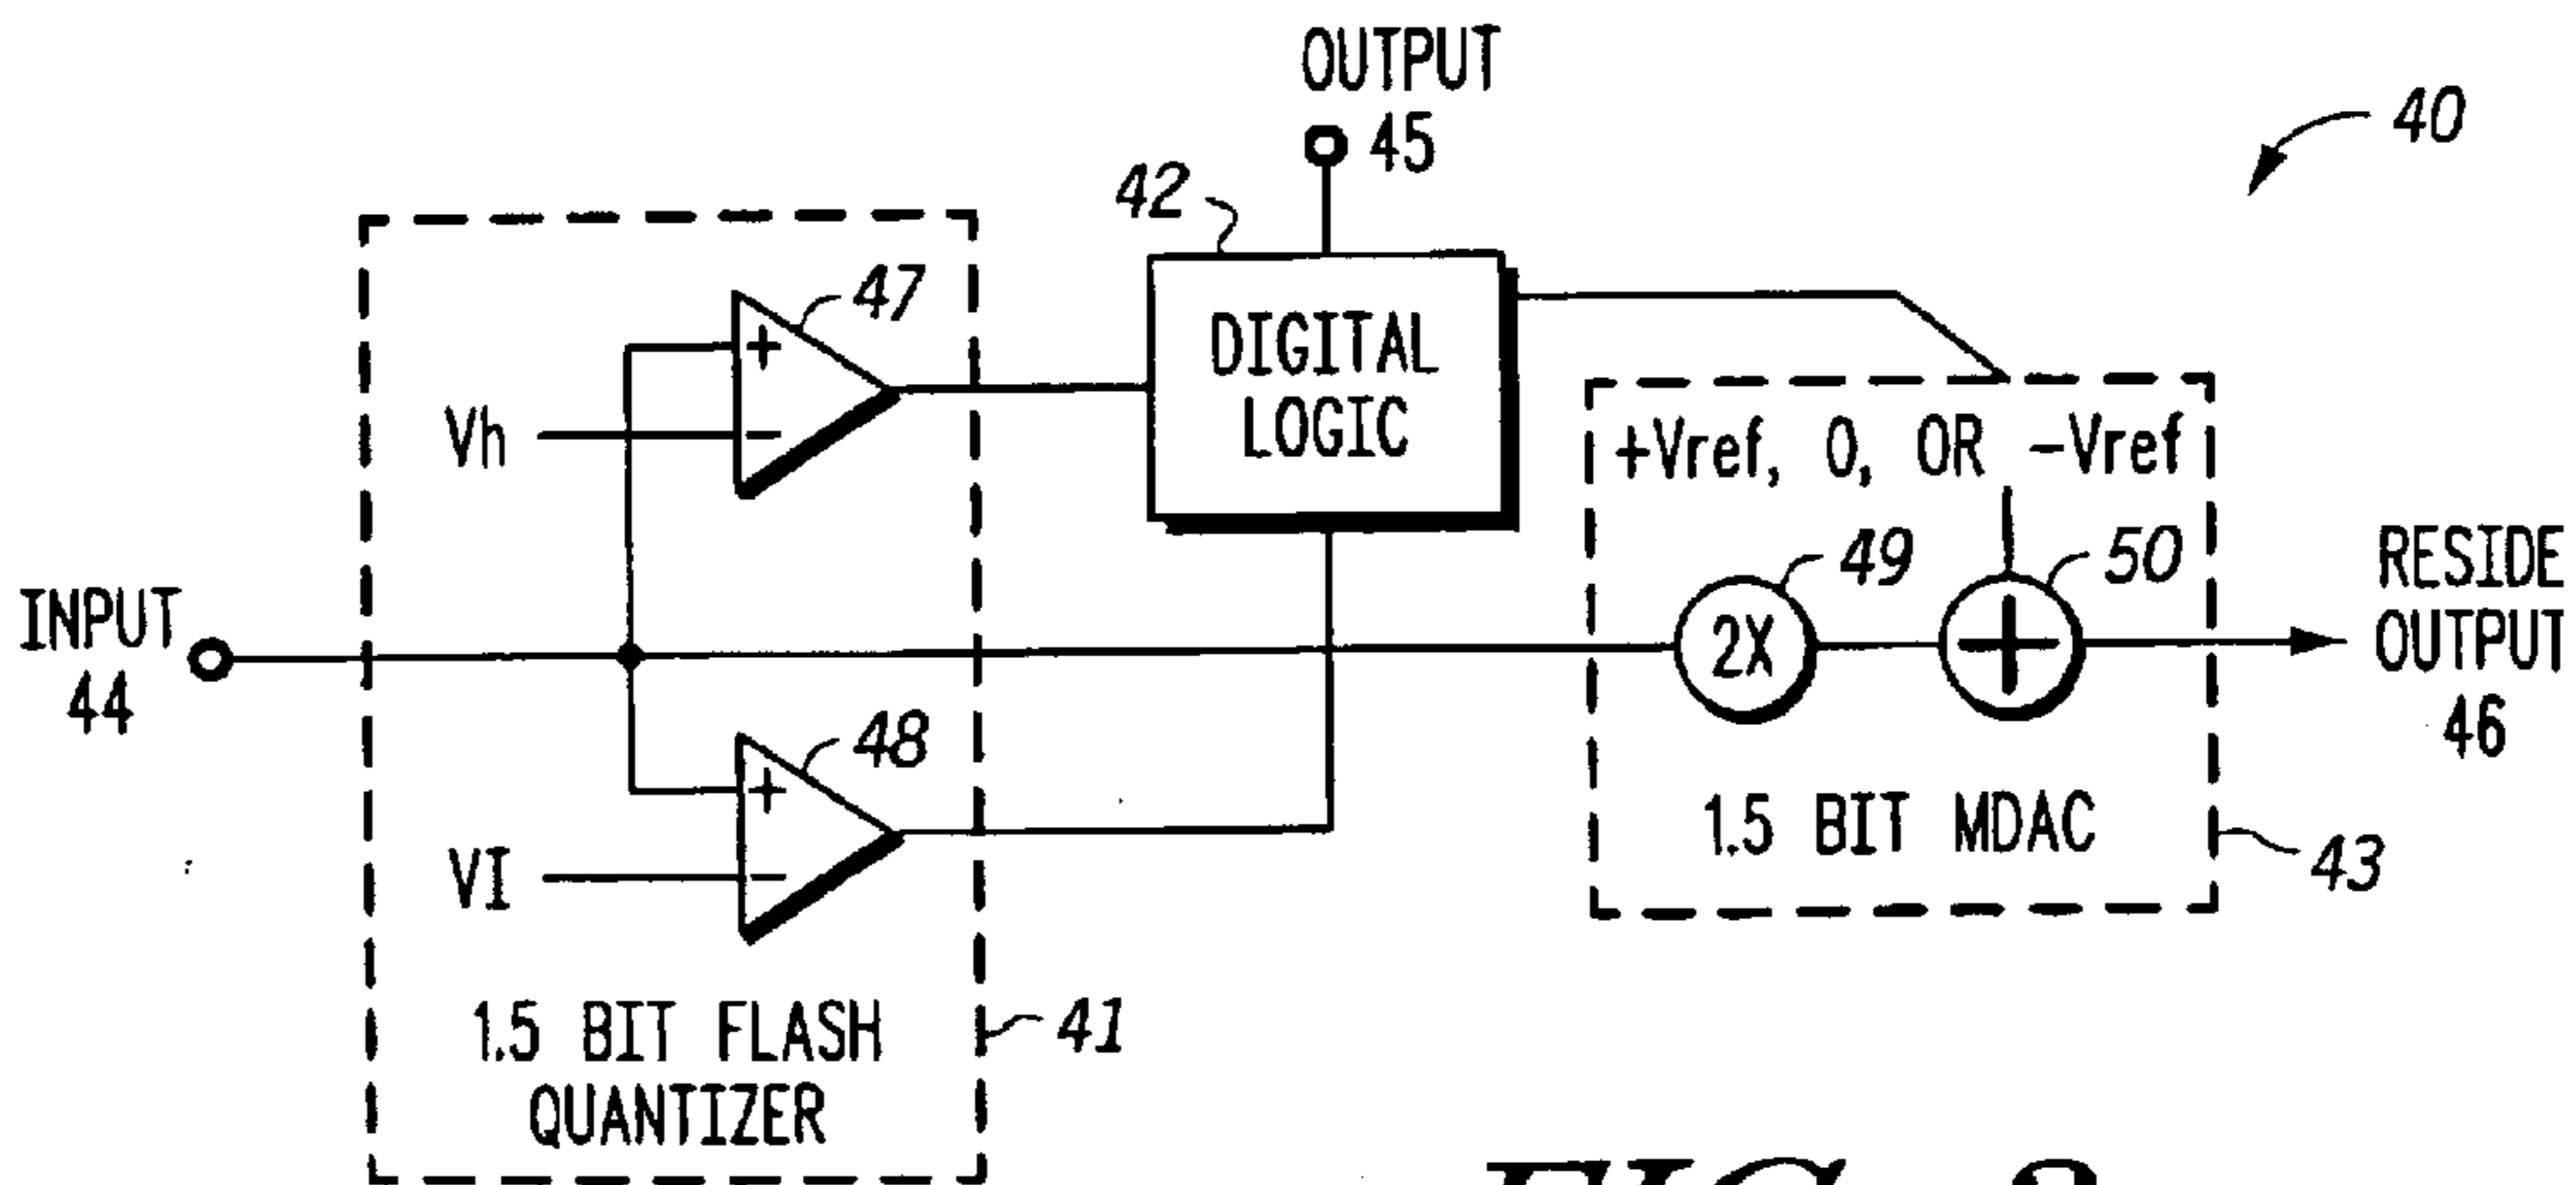 OUTPUT
45
40
42
47
+
Vh
−
DIGITAL
LOGIC
+Vref, 0, OR −Vref
49
50
2X
+
RESIDE
OUTPUT
46
INPUT
44
48
+
VI
−
1.5 BIT MDAC
43
1.5 BIT FLASH
QUANTIZER
41